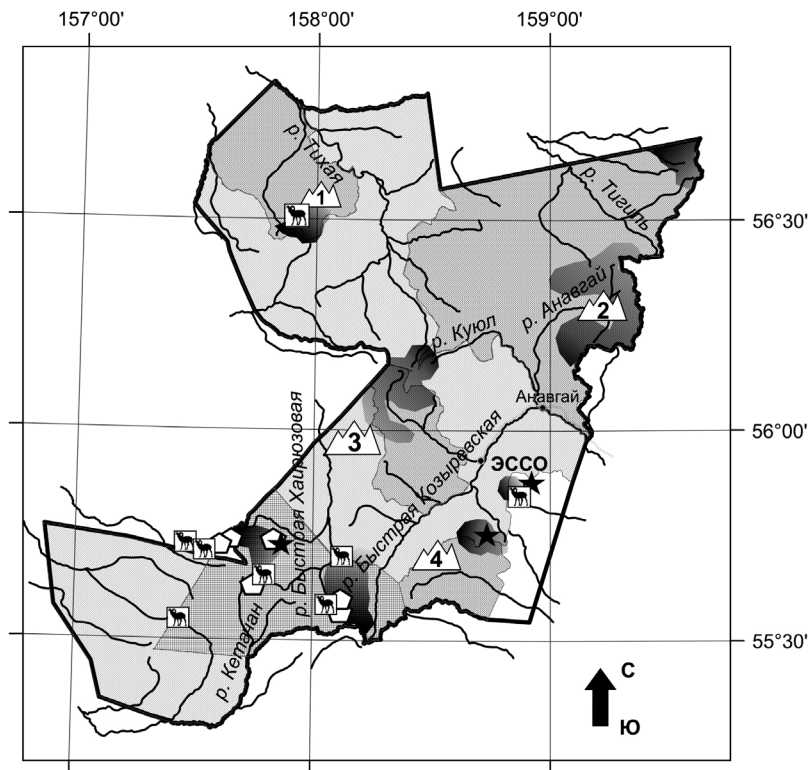 157°00'
158°00'
159°00'
р. Тихая
1
р. Тигиль
56°30'
р. Анавгай
2
р. Куюл
Анавгай
56°00'
3
ЭССО
р. Быстрая Хайрюзовая
р. Быстрая Козыревская
4
р. Кетачан
55°30'
С
Ю